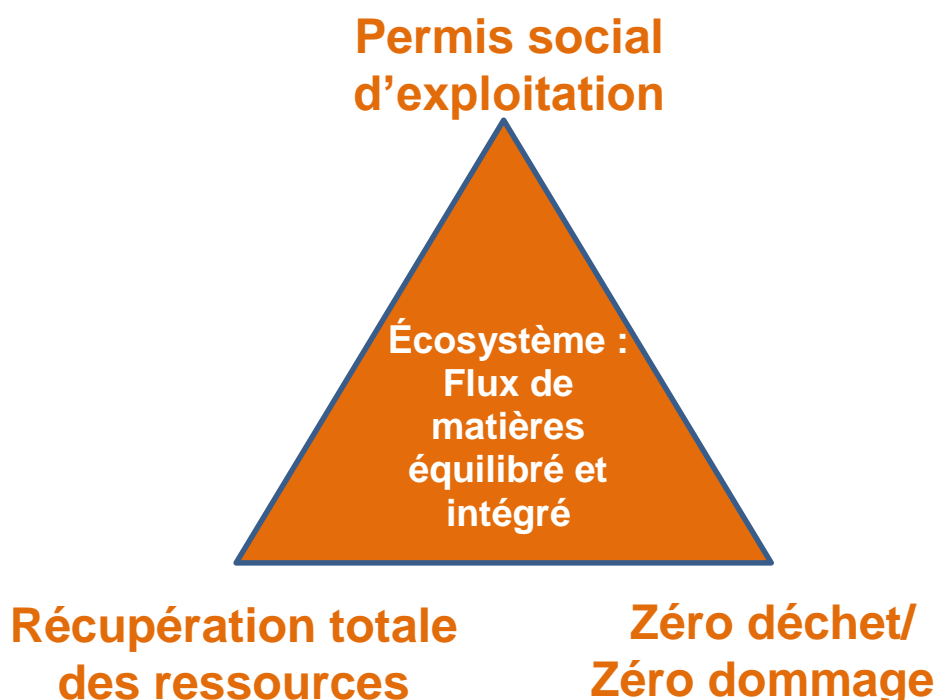 Permis social
d’exploitation
Écosystème :
Flux de
matières
équilibré et
intégré
Récupération totale
des ressources
Zéro déchet/
Zéro dommage